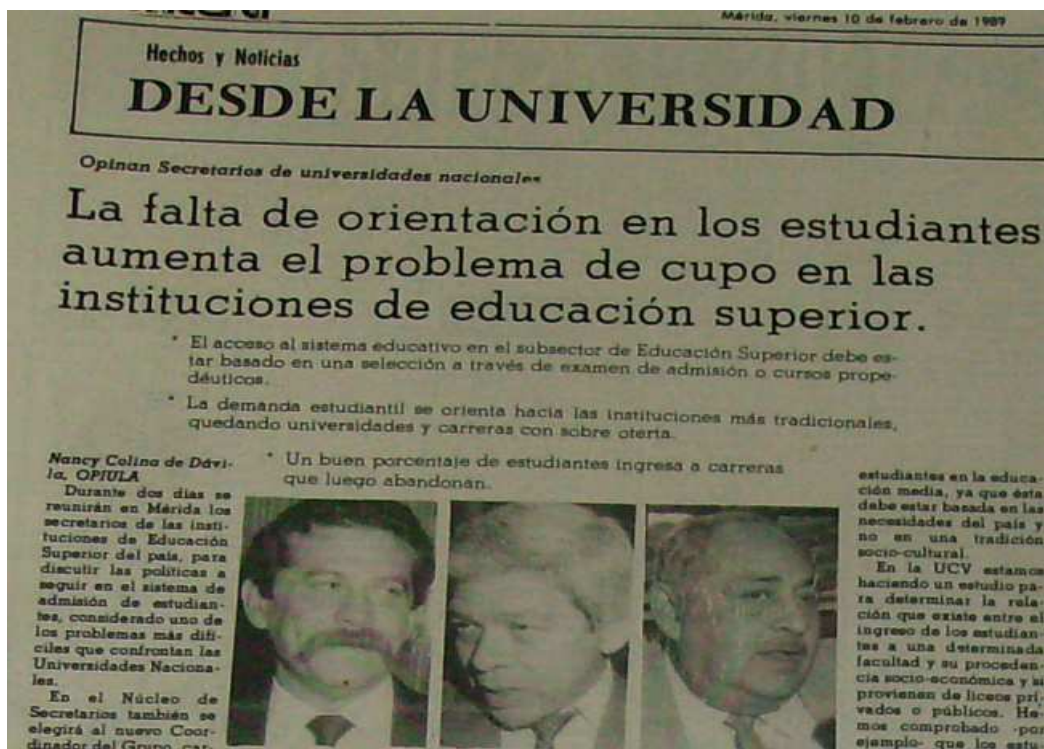 Mérida, viernes 10 de febrero de 1989
Hechos y Noticias
DESDE LA UNIVERSIDAD
Opinan Secretarios de universidades nacionales
La falta de orientación en los estudiantes
aumenta el problema de cupo en las
instituciones de educación superior.
* El acceso al sistema educativo en el subsector de Educación Superior debe es-
tar basado en una selección a través de examen de admisión o cursos prope-
déuticos.
* La demanda estudiantil se orienta hacia las instituciones más tradicionales,
quedando universidades y carreras con sobre oferta.
* Un buen porcentaje de estudiantes ingresa a carreras
que luego abandonan.
Nancy Colina de Dávi-
la, OPIULA
Durante dos días se
reunirán en Mérida los
secretarios de las insti-
tuciones de Educación
Superior del país, para
discutir las políticas a
seguir en el sistema de
admisión de estudian-
tes, considerado uno de
los problemas más difí-
ciles que confrontan las
Universidades Naciona-
les.
En el Núcleo de
Secretarios también se
elegirá al nuevo Coor-
dinador del Grupo, car-
estudiantes en la educa-
ción media, ya que ésta
debe estar basada en las
necesidades del país y
no en una tradición
socio-cultural.
En la UCV estamos
haciendo un estudio pa-
ra determinar la rela-
ción que existe entre el
ingreso de los estudian-
tes a una determinada
facultad y su proceden-
cia socio-económica y si
provienen de liceos pri-
vados o públicos. He-
mos comprobado -por
ejemplo- que los estu